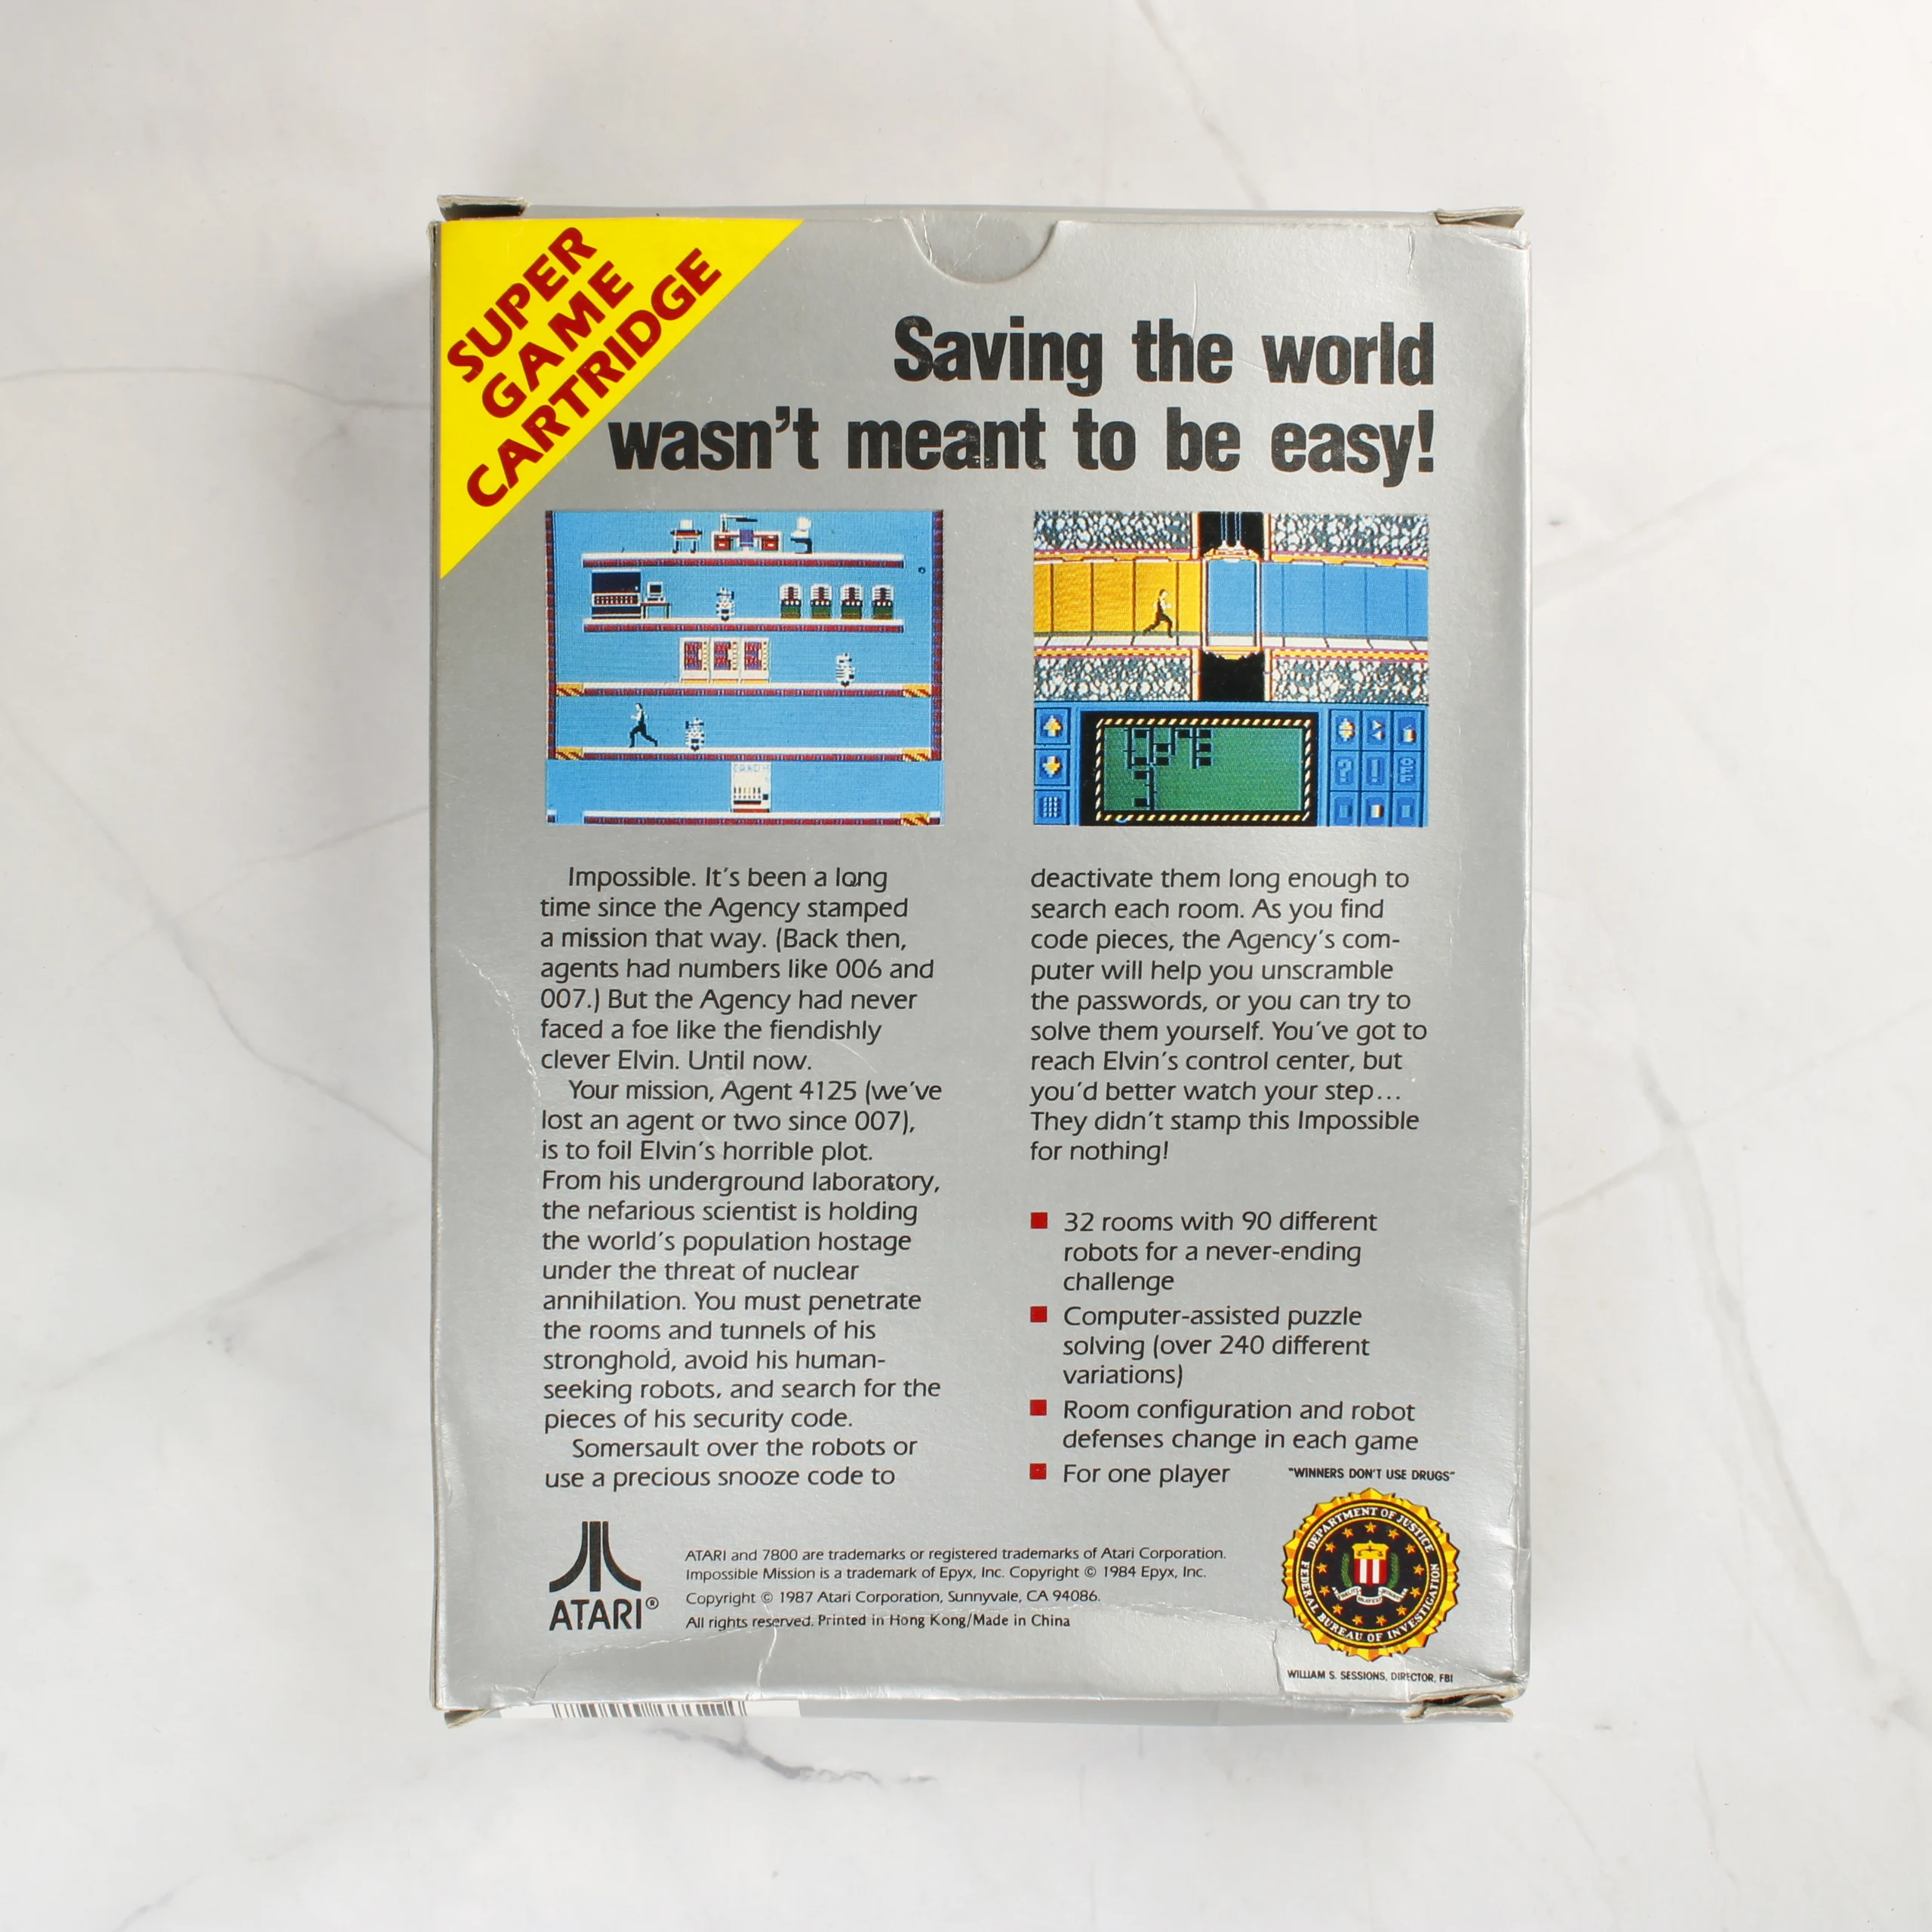 SUPER
GAME
CARTRIDGE
Saving the world
wasn't meant to be easy!
Impossible. It's been a long
time since the Agency stamped
a mission that way. (Back then,
agents had numbers like 006 and
007.) But the Agency had never
faced a foe like the fiendishly
clever Elvin. Until now.
Your mission, Agent 4125 (we've
lost an agent or two since 007),
is to foil Elvin's horrible plot.
From his underground laboratory,
the nefarious scientist is holding
the world's population hostage
under the threat of nuclear
annihilation. You must penetrate
the rooms and tunnels of his
stronghold, avoid his human-
seeking robots, and search for the
pieces of his security code.
Somersault over the robots or
use a precious snooze code to
deactivate them long enough to
search each room. As you find
code pieces, the Agency's com-
puter will help you unscramble
the passwords, or you can try to
solve them yourself. You've got to
reach Elvin's control center, but
you'd better watch your step...
They didn't stamp this Impossible
for nothing!
32 rooms with 90 different
robots for a never-ending
challenge
Computer-assisted puzzle
solving (over 240 different
variations)
Room configuration and robot
defenses change in each game
For one player
"WINNERS DON'T USE DRUGS"
DEPARTMENT OF JUSTICE
FEDERAL BUREAU OF INVESTIGATION
WILLIAM S. SESSIONS, DIRECTOR, FBI
ATARI®
ATARI and 7800 are trademarks or registered trademarks of Atari Corporation.
Impossible Mission is a trademark of Epyx, Inc. Copyright © 1984 Epyx, Inc.
Copyright © 1987 Atari Corporation, Sunnyvale, CA 94086.
All rights reserved. Printed in Hong Kong/Made in China